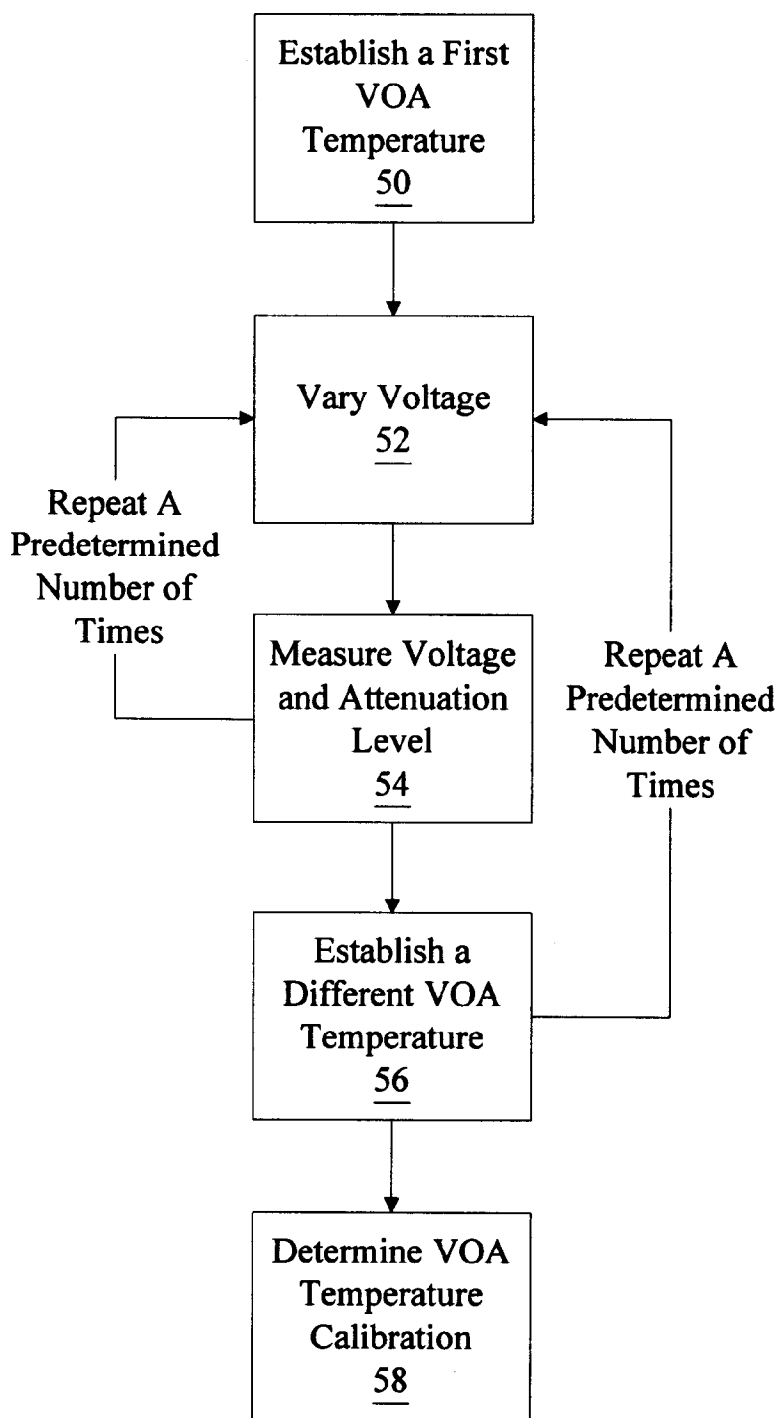 Establish a First
VOA
Temperature
50
Vary Voltage
52
Repeat A
Predetermined
Number of
Times
Measure Voltage
and Attenuation
Level
54
Repeat A
Predetermined
Number of
Times
Establish a
Different VOA
Temperature
56
Determine VOA
Temperature
Calibration
58